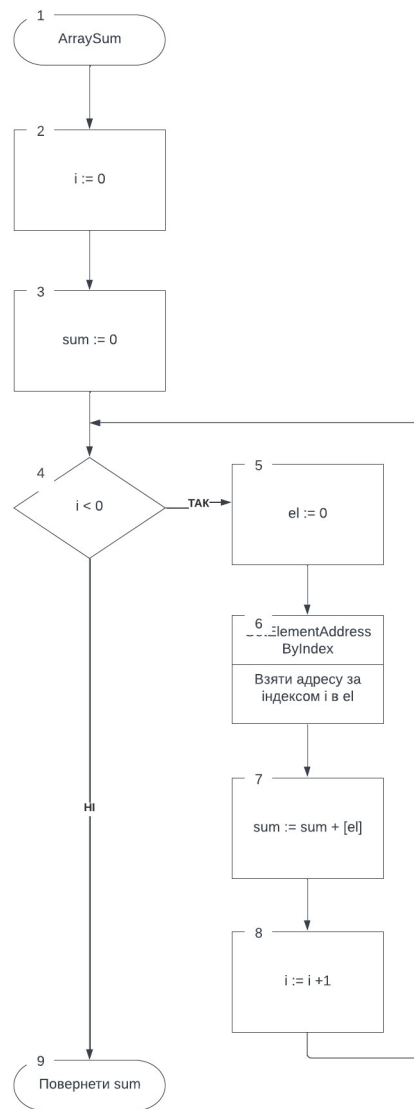 1
ArraySum
2
i := 0
3
sum := 0
4
i < 0
ТАК
5
el := 0
6
ByIndex
Взяти адресу за
індексом i в el
7
sum := sum + [el]
8
i := i +1
НІ
9
Повернети sum